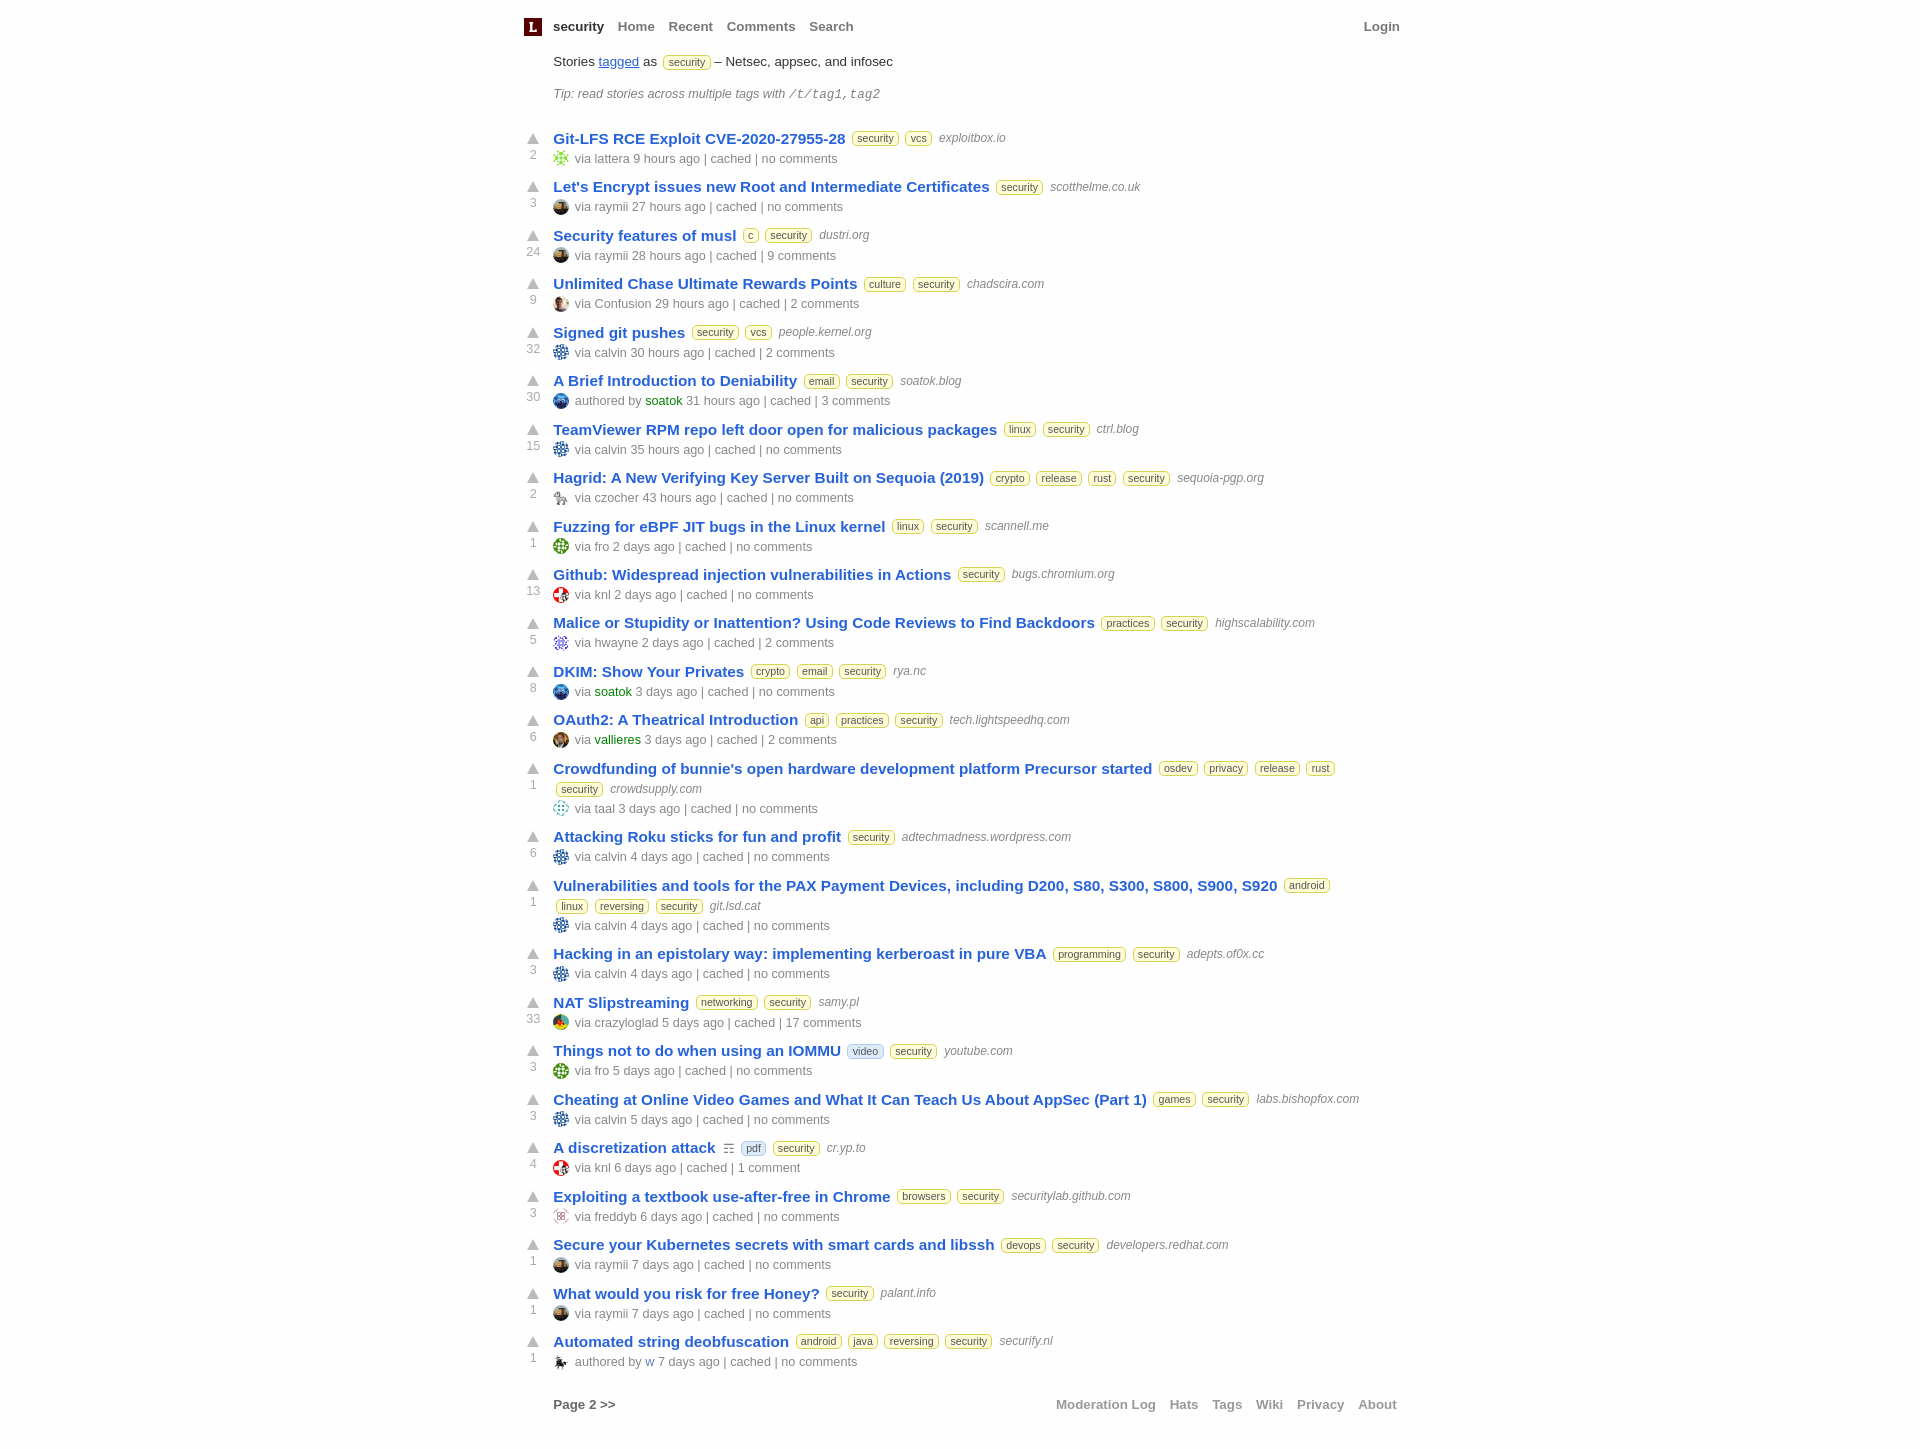 L security Home Recent Comments Search Login
Stories tagged as security – Netsec, appsec, and infosec
Tip: read stories across multiple tags with /t/tag1,tag2
Git-LFS RCE Exploit CVE-2020-27955-28 security vcs exploitbox.io
2 via lattera 9 hours ago | cached | no comments
Let's Encrypt issues new Root and Intermediate Certificates security scotthelme.co.uk
3 via raymii 27 hours ago | cached | no comments
Security features of musl c security dustri.org
24 via raymii 28 hours ago | cached | 9 comments
Unlimited Chase Ultimate Rewards Points culture security chadscira.com
9 via Confusion 29 hours ago | cached | 2 comments
Signed git pushes security vcs people.kernel.org
32 via calvin 30 hours ago | cached | 2 comments
A Brief Introduction to Deniability email security soatok.blog
30 authored by soatok 31 hours ago | cached | 3 comments
TeamViewer RPM repo left door open for malicious packages linux security ctrl.blog
15 via calvin 35 hours ago | cached | no comments
Hagrid: A New Verifying Key Server Built on Sequoia (2019) crypto release rust security sequoia-pgp.org
2 via czocher 43 hours ago | cached | no comments
Fuzzing for eBPF JIT bugs in the Linux kernel linux security scannell.me
1 via fro 2 days ago | cached | no comments
Github: Widespread injection vulnerabilities in Actions security bugs.chromium.org
13 via knl 2 days ago | cached | no comments
Malice or Stupidity or Inattention? Using Code Reviews to Find Backdoors practices security highscalability.com
5 via hwayne 2 days ago | cached | 2 comments
DKIM: Show Your Privates crypto email security rya.nc
8 via soatok 3 days ago | cached | no comments
OAuth2: A Theatrical Introduction api practices security tech.lightspeedhq.com
6 via vallieres 3 days ago | cached | 2 comments
Crowdfunding of bunnie's open hardware development platform Precursor started osdev privacy release rust
1 security crowdsupply.com
via taal 3 days ago | cached | no comments
Attacking Roku sticks for fun and profit security adtechmadness.wordpress.com
6 via calvin 4 days ago | cached | no comments
Vulnerabilities and tools for the PAX Payment Devices, including D200, S80, S300, S800, S900, S920 android
1 linux reversing security git.lsd.cat
via calvin 4 days ago | cached | no comments
Hacking in an epistolary way: implementing kerberoast in pure VBA programming security adepts.of0x.cc
3 via calvin 4 days ago | cached | no comments
NAT Slipstreaming networking security samy.pl
33 via crazyloglad 5 days ago | cached | 17 comments
Things not to do when using an IOMMU video security youtube.com
3 via fro 5 days ago | cached | no comments
Cheating at Online Video Games and What It Can Teach Us About AppSec (Part 1) games security labs.bishopfox.com
3 via calvin 5 days ago | cached | no comments
A discretization attack ☶ pdf security cr.yp.to
4 via knl 6 days ago | cached | 1 comment
Exploiting a textbook use-after-free in Chrome browsers security securitylab.github.com
3 via freddyb 6 days ago | cached | no comments
Secure your Kubernetes secrets with smart cards and libssh devops security developers.redhat.com
1 via raymii 7 days ago | cached | no comments
What would you risk for free Honey? security palant.info
1 via raymii 7 days ago | cached | no comments
Automated string deobfuscation android java reversing security securify.nl
1 authored by w 7 days ago | cached | no comments
Page 2 >> Moderation Log Hats Tags Wiki Privacy About